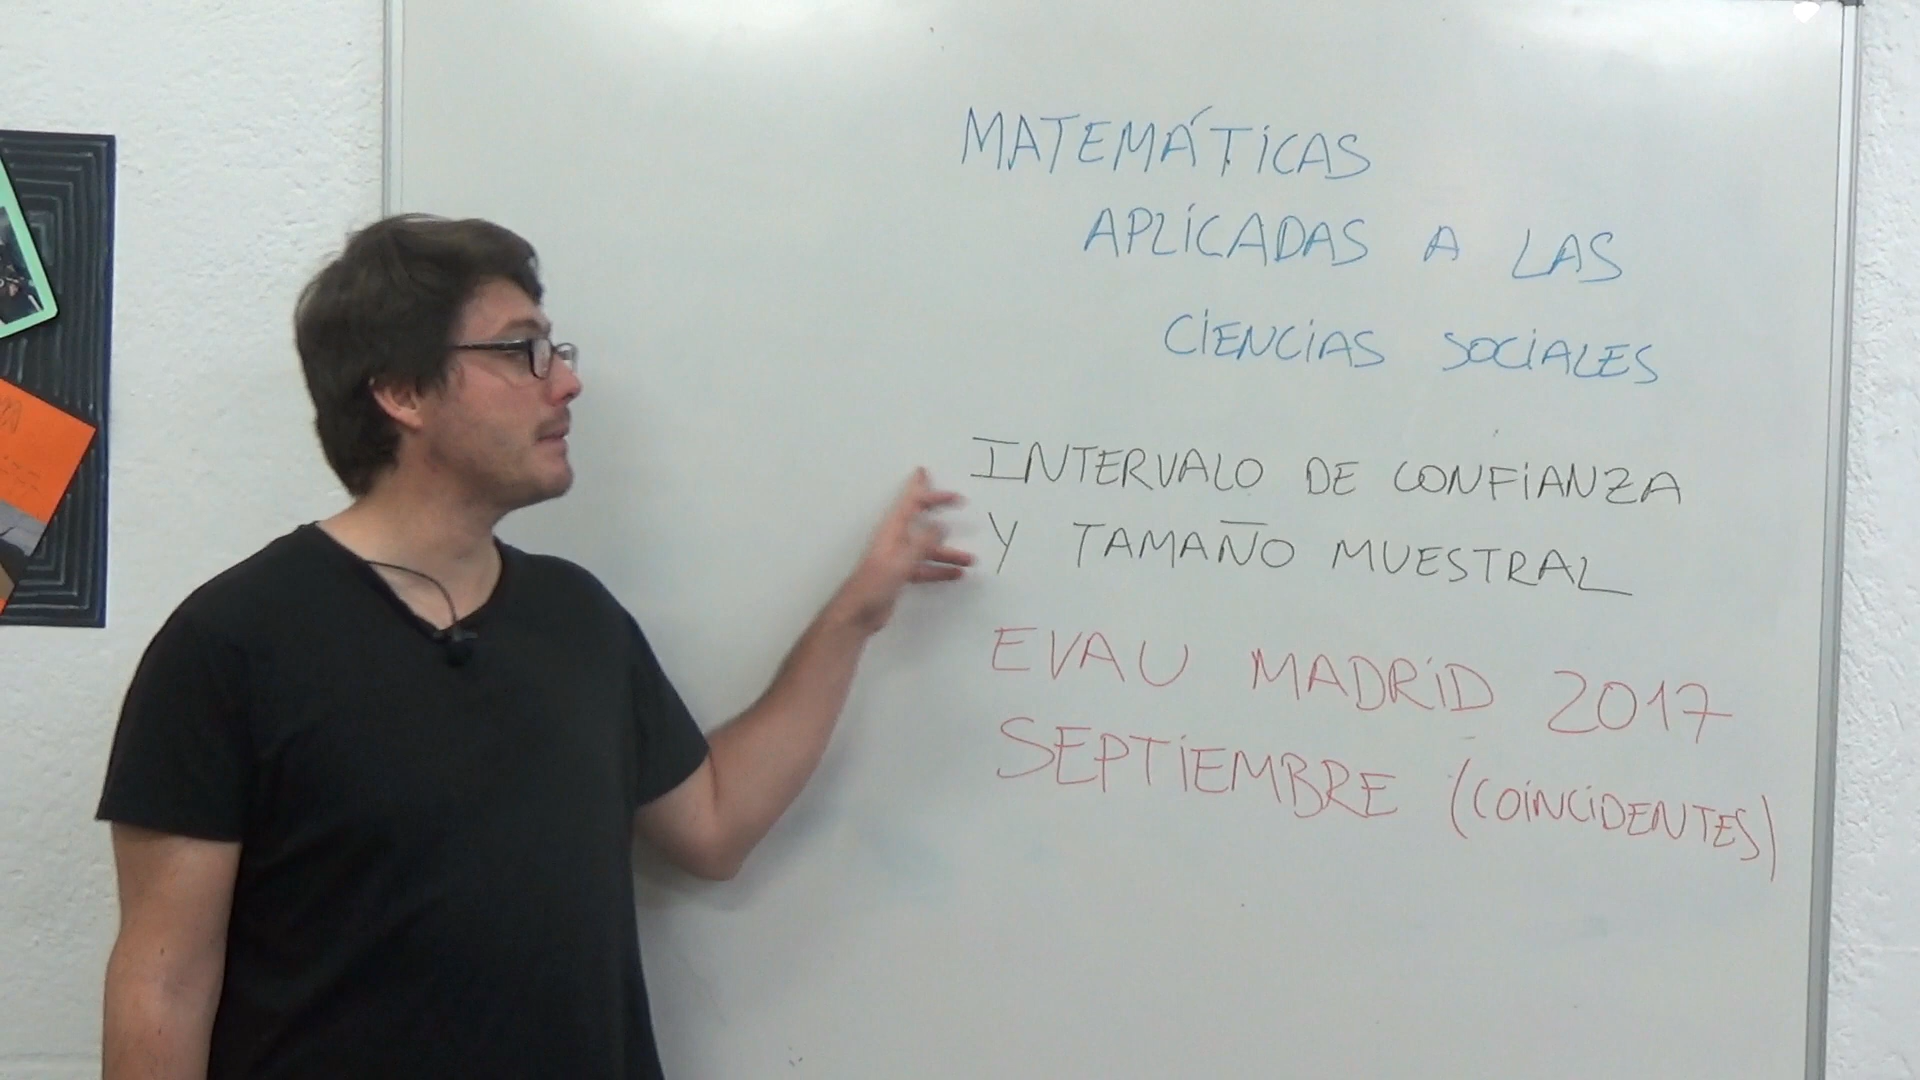 MATEMÁTICAS
APLICADAS A LAS
CIENCIAS SOCIALES
INTERVALO DE CONFIANZA
Y TAMAÑO MUESTRAL
EVAU MADRID 2017
SEPTIEMBRE (COINCIDENTES)